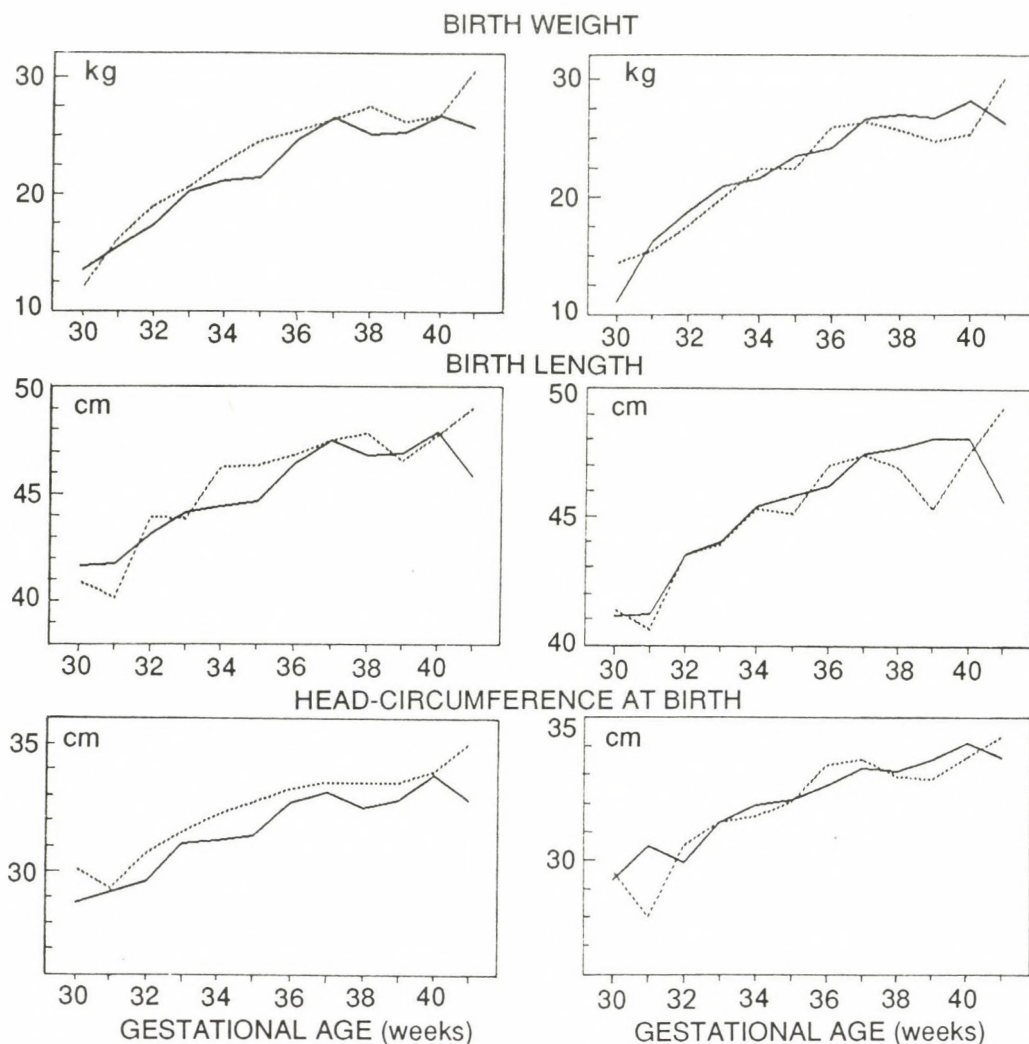 BIRTH WEIGHT
kg kg
30 30
20 20
10 10
30 32 34 36 38 40 30 32 34 36 38 40
BIRTH LENGTH
50 50
cm cm
45 45
40 40
30 32 34 36 38 40 30 32 34 36 38 40
HEAD-CIRCUMFERENCE AT BIRTH
35 cm 35 cm
30 30
30 32 34 36 38 40 30 32 34 36 38 40
GESTATIONAL AGE (weeks) GESTATIONAL AGE (weeks)